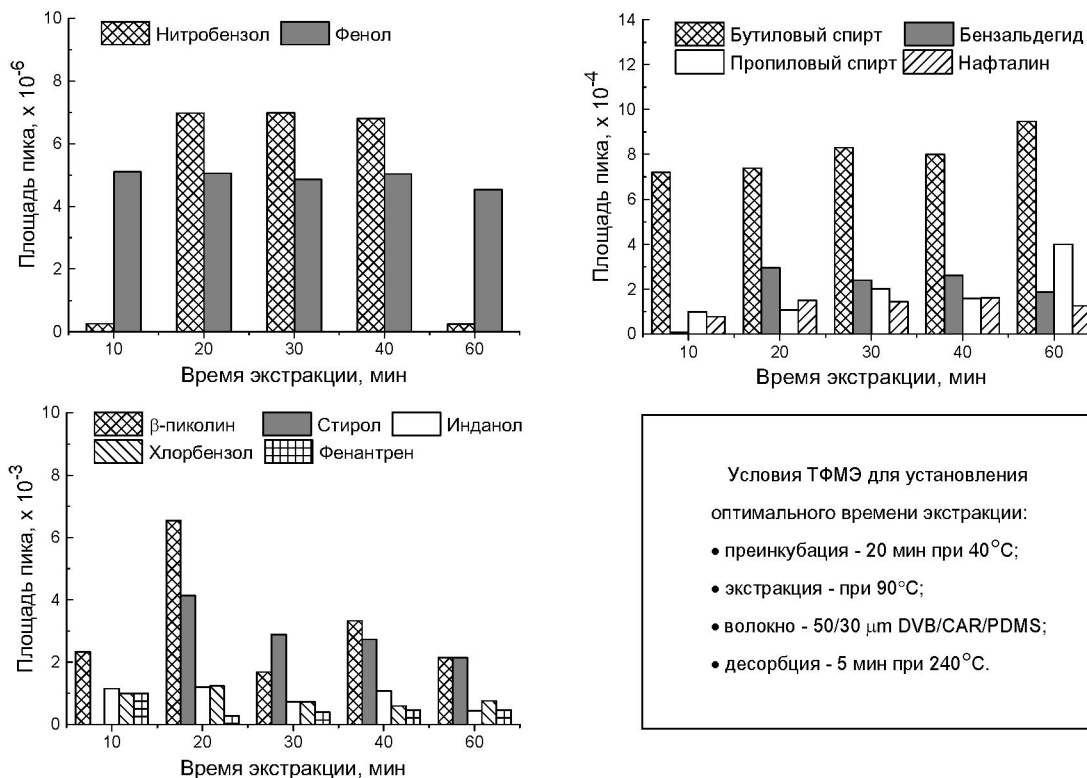 10
8
6
4
2
0
Площадь пика, x 10-6
Нитробензол Фенол
10 20 30 40 60
Время экстракции, мин
14
12
10
8
6
4
2
0
Площадь пика, x 10-4
Бутиловый спирт Бензальдегид
Пропиловый спирт Нафталин
10 20 30 40 60
Время экстракции, мин
10
8
6
4
2
0
Площадь пика, x 10-3
β-пиколин Стирол Инданол
Хлорбензол Фенантрен
10 20 30 40 60
Время экстракции, мин
Условия ТФМЭ для установления
оптимального времени экстракции:
• преинкубация - 20 мин при 40°C;
• экстракция - при 90°C;
• волокно - 50/30 μm DVB/CAR/PDMS;
• десорбция - 5 мин при 240°C.